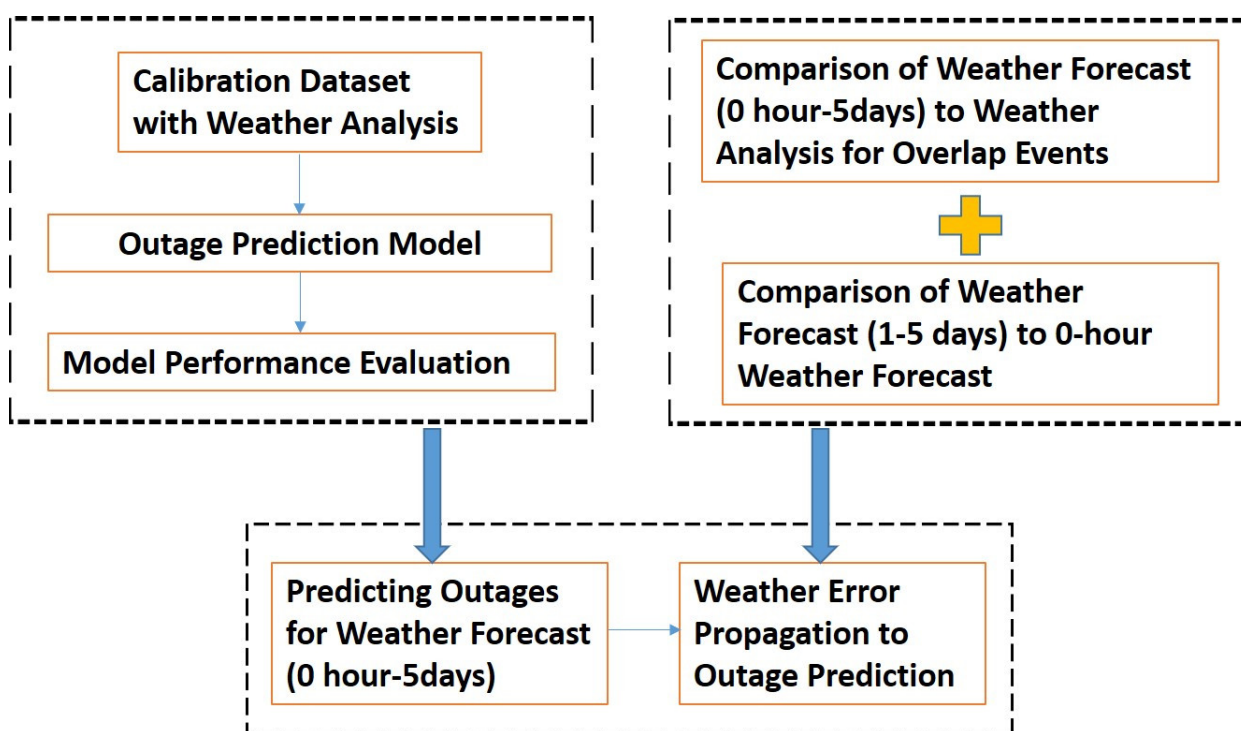 Calibration Dataset
with Weather Analysis
Outage Prediction Model
Model Performance Evaluation
Comparison of Weather Forecast
(0 hour-5days) to Weather
Analysis for Overlap Events
Comparison of Weather
Forecast (1-5 days) to 0-hour
Weather Forecast
Predicting Outages
for Weather Forecast
(0 hour-5days)
Weather Error
Propagation to
Outage Prediction